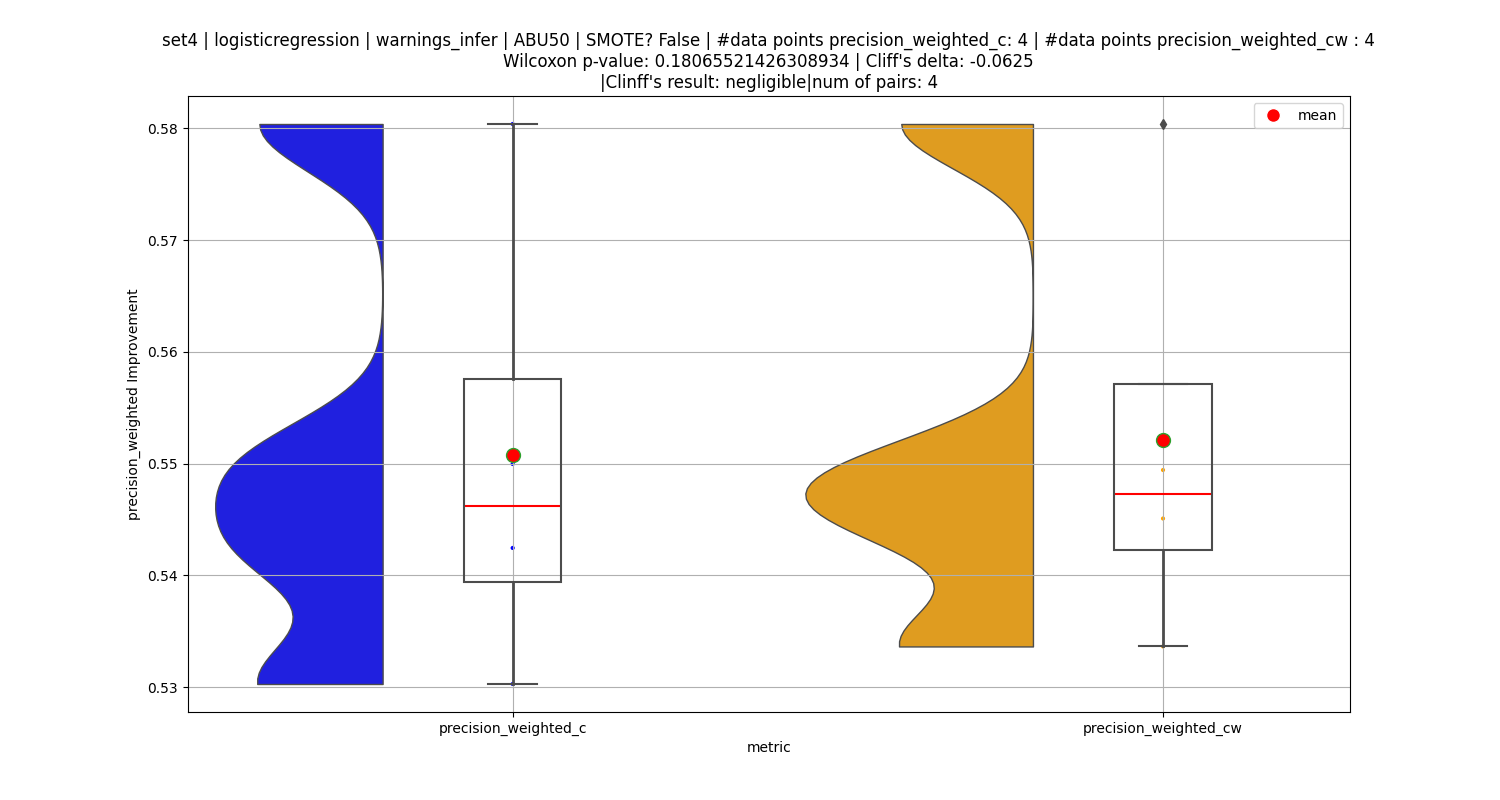 set4 | logisticregression | warnings_infer | ABU50 | SMOTE? False | #data points precision_weighted_c: 4 | #data points precision_weighted_cw : 4
Wilcoxon p-value: 0.18065521426308934 | Cliff's delta: -0.0625
|Clinff's result: negligible|num of pairs: 4
mean
0.58
0.57
0.56
0.55
0.54
0.53
precision_weighted Improvement
precision_weighted_c
precision_weighted_cw
metric